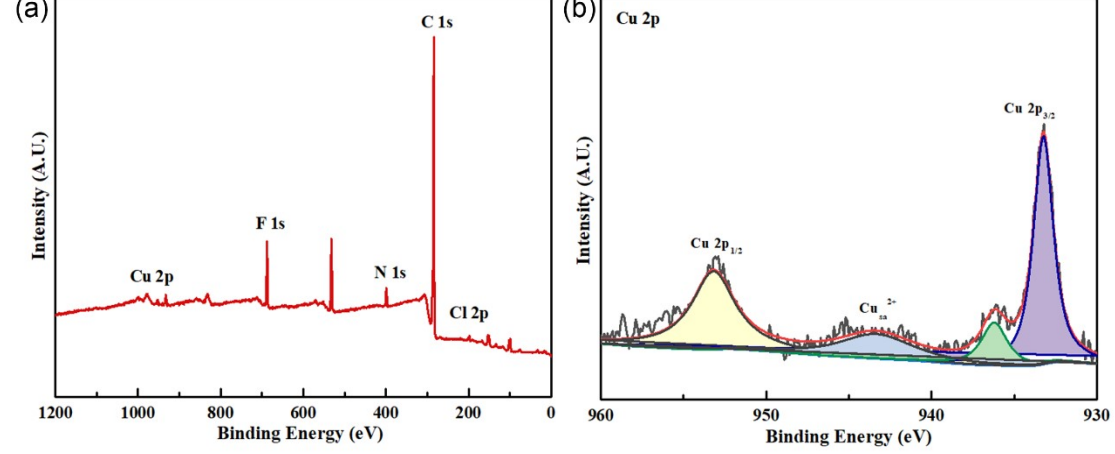 (a)
C 1s
F 1s
Cu 2p
N 1s
Cl 2p
Intensity (A.U.)
1200 1000 800 600 400 200 0
Binding Energy (eV)
(b)
Cu 2p
Cu 2p3/2
Cu 2p1/2
Cusa2+
Intensity (A.U.)
960 950 940 930
Binding Energy (eV)